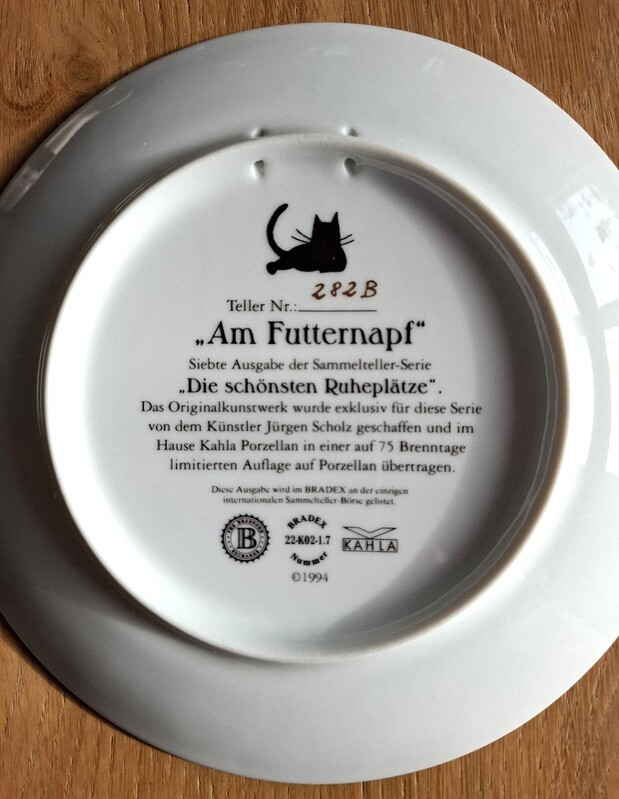 282B
Teller Nr.:
„Am Futternapf“
Siebte Ausgabe der Sammelteller-Serie
„Die schönsten Ruheplätze“.
Das Originalkunstwerk wurde exklusiv für diese Serie
von dem Künstler Jürgen Scholz geschaffen und im
Hause Kahla Porzellan in einer auf 75 Brenntage
limitierten Auflage auf Porzellan übertragen.
Diese Ausgabe wird im BRADEX an der einzigen
internationalen Sammelteller-Börse gelistet.
THE BRADFORD EXCHANGE
B
BRADEX
22-K02-1.7
Nummer
KAHLA
©1994